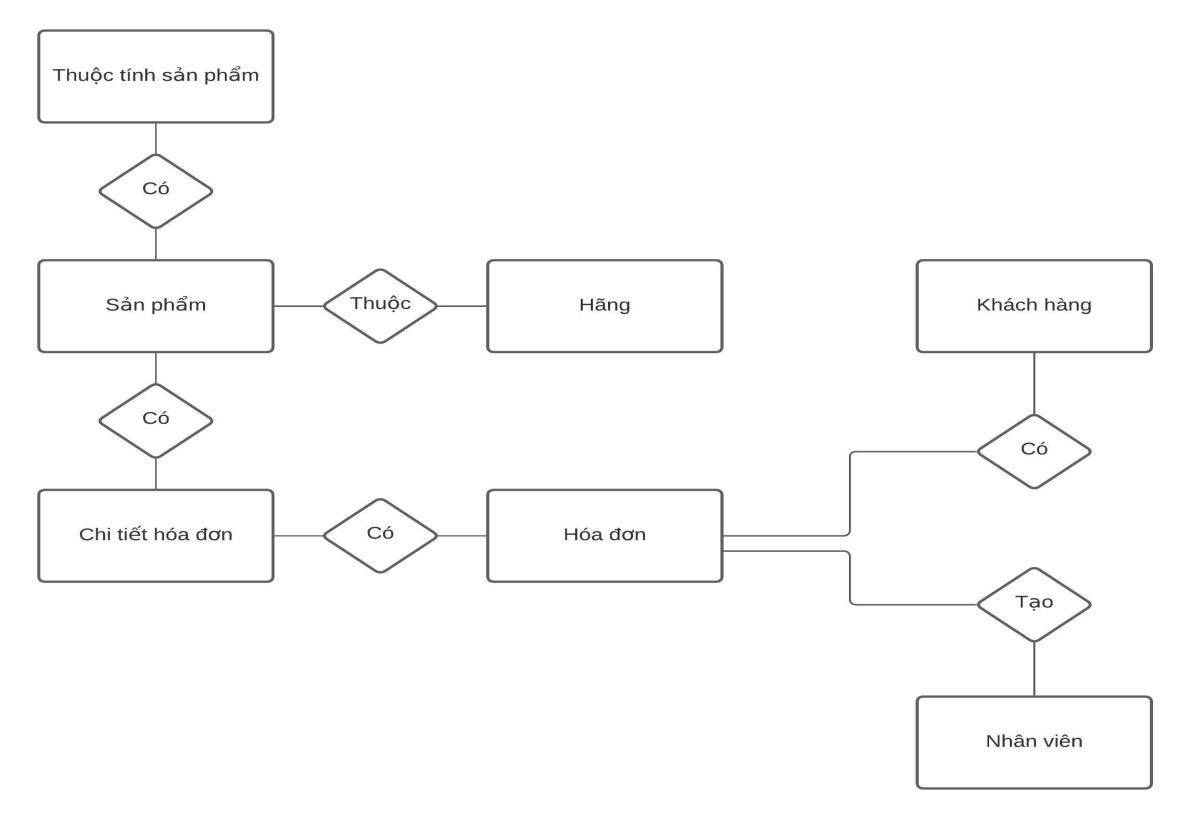 Thuộc tính sản phẩm
Có
Sản phẩm
Thuộc
Hãng
Khách hàng
Có
Có
Chi tiết hóa đơn
Có
Hóa đơn
Tạo
Nhân viên